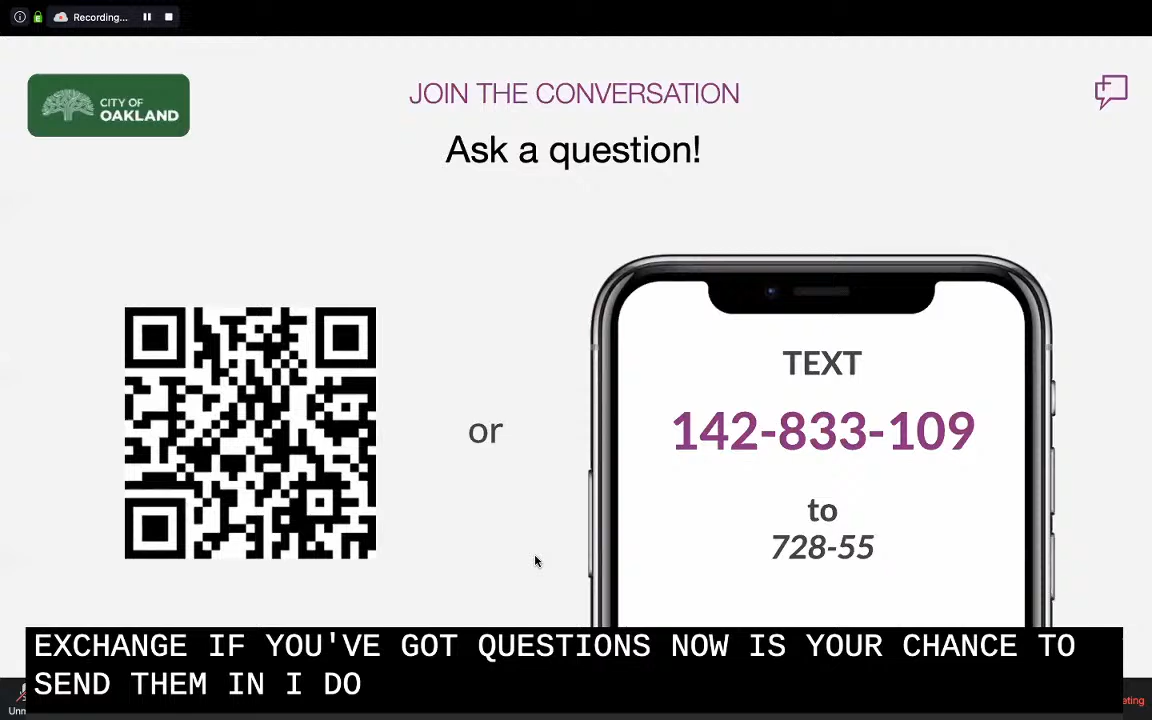 Recording...
CITY OF
OAKLAND
JOIN THE CONVERSATION
Ask a question!
or
TEXT
142-833-109
to
728-55
EXCHANGE IF YOU'VE GOT QUESTIONS NOW IS YOUR CHANCE TO
SEND THEM IN I DO